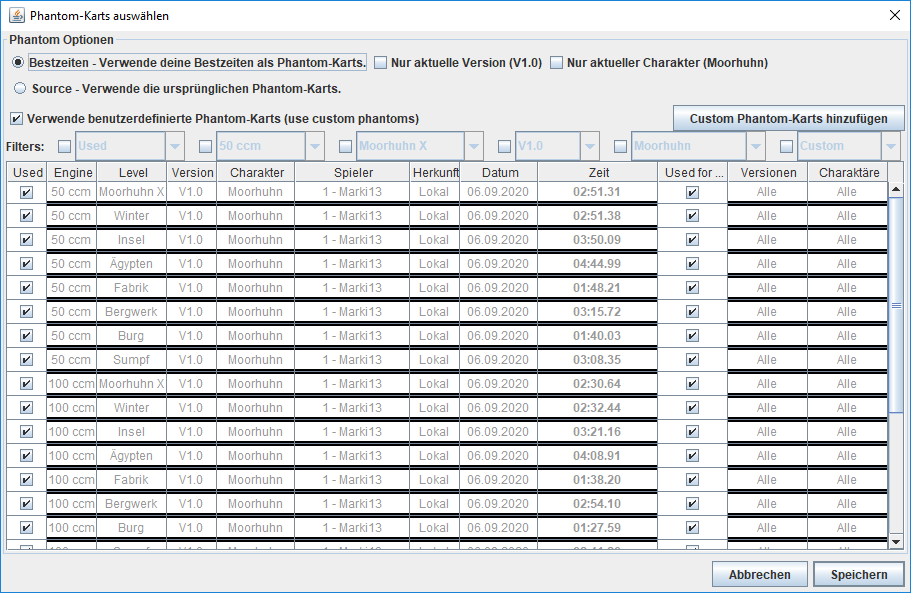 Phantom-Karts auswählen
Phantom Optionen
Bestzeiten - Verwende deine Bestzeiten als Phantom-Karts. Nur aktuelle Version (V1.0) Nur aktueller Charakter (Moorhuhn)
Source - Verwende die ursprünglichen Phantom-Karts.
Verwende benutzerdefinierte Phantom-Karts (use custom phantoms) Custom Phantom-Karts hinzufügen
Filters: Used 50 ccm Moorhuhn X V1.0 Moorhuhn Custom
Used Engine Level Version Charakter Spieler Herkunft Datum Zeit Used for ... Versionen Charaktäre
50 ccm Moorhuhn X V1.0 Moorhuhn 1 - Marki13 Lokal 06.09.2020 02:51.31 Alle Alle
50 ccm Winter V1.0 Moorhuhn 1 - Marki13 Lokal 06.09.2020 02:51.38 Alle Alle
50 ccm Insel V1.0 Moorhuhn 1 - Marki13 Lokal 06.09.2020 03:50.09 Alle Alle
50 ccm Ägypten V1.0 Moorhuhn 1 - Marki13 Lokal 06.09.2020 04:44.99 Alle Alle
50 ccm Fabrik V1.0 Moorhuhn 1 - Marki13 Lokal 06.09.2020 01:48.21 Alle Alle
50 ccm Bergwerk V1.0 Moorhuhn 1 - Marki13 Lokal 06.09.2020 03:15.72 Alle Alle
50 ccm Burg V1.0 Moorhuhn 1 - Marki13 Lokal 06.09.2020 01:40.03 Alle Alle
50 ccm Sumpf V1.0 Moorhuhn 1 - Marki13 Lokal 06.09.2020 03:08.35 Alle Alle
100 ccm Moorhuhn X V1.0 Moorhuhn 1 - Marki13 Lokal 06.09.2020 02:30.64 Alle Alle
100 ccm Winter V1.0 Moorhuhn 1 - Marki13 Lokal 06.09.2020 02:32.44 Alle Alle
100 ccm Insel V1.0 Moorhuhn 1 - Marki13 Lokal 06.09.2020 03:21.16 Alle Alle
100 ccm Ägypten V1.0 Moorhuhn 1 - Marki13 Lokal 06.09.2020 04:08.91 Alle Alle
100 ccm Fabrik V1.0 Moorhuhn 1 - Marki13 Lokal 06.09.2020 01:38.20 Alle Alle
100 ccm Bergwerk V1.0 Moorhuhn 1 - Marki13 Lokal 06.09.2020 02:54.10 Alle Alle
100 ccm Burg V1.0 Moorhuhn 1 - Marki13 Lokal 06.09.2020 01:27.59 Alle Alle
Abbrechen Speichern